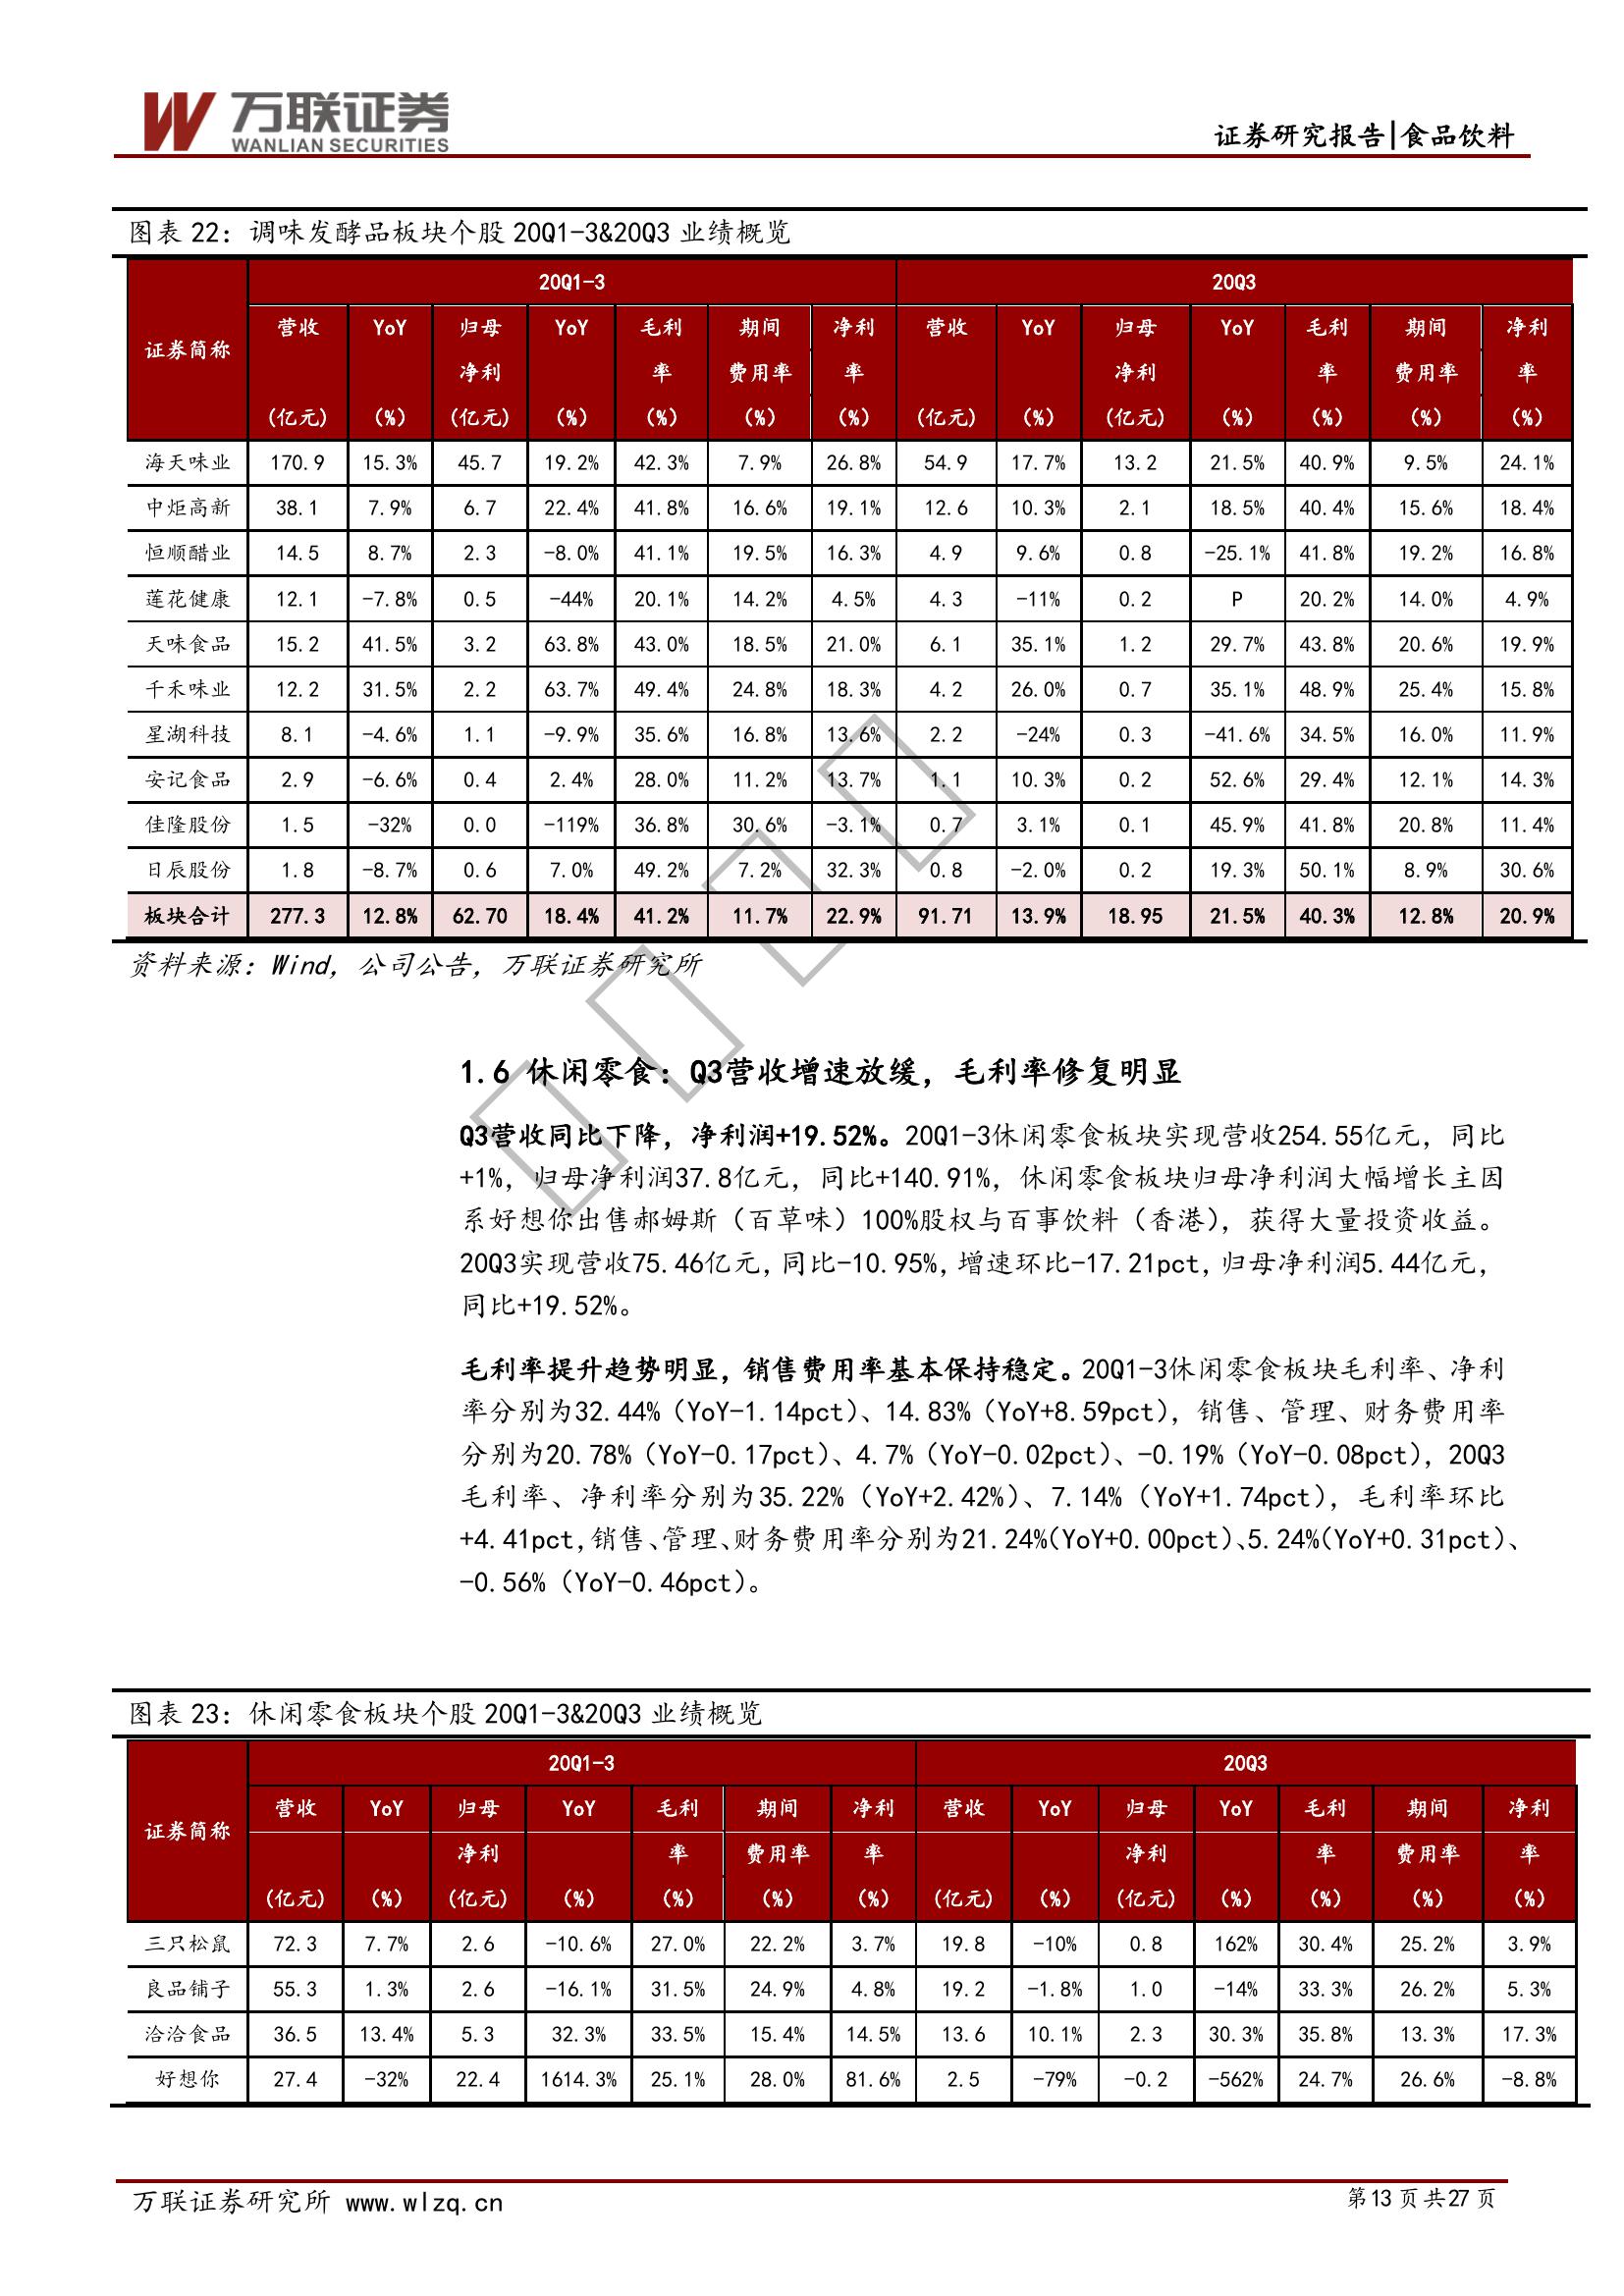 万联证券
WANLIAN SECURITIES
证券研究报告|食品饮料
图表 22：调味发酵品板块个股 20Q1-3&20Q3 业绩概览
证券简称 20Q1-3 20Q3
营收 YoY 归母 YoY 毛利 期间 净利 营收 YoY 归母 YoY 毛利 期间 净利
净利 率 费用率 率 净利 率 费用率 率
(亿元) (%) (亿元) (%) (%) (%) (%) (亿元) (%) (亿元) (%) (%) (%) (%)
海天味业 170.9 15.3% 45.7 19.2% 42.3% 7.9% 26.8% 54.9 17.7% 13.2 21.5% 40.9% 9.5% 24.1%
中炬高新 38.1 7.9% 6.7 22.4% 41.8% 16.6% 19.1% 12.6 10.3% 2.1 18.5% 40.4% 15.6% 18.4%
恒顺醋业 14.5 8.7% 2.3 -8.0% 41.1% 19.5% 16.3% 4.9 9.6% 0.8 -25.1% 41.8% 19.2% 16.8%
莲花健康 12.1 -7.8% 0.5 -44% 20.1% 14.2% 4.5% 4.3 -11% 0.2 P 20.2% 14.0% 4.9%
天味食品 15.2 41.5% 3.2 63.8% 43.0% 18.5% 21.0% 6.1 35.1% 1.2 29.7% 43.8% 20.6% 19.9%
千禾味业 12.2 31.5% 2.2 63.7% 49.4% 24.8% 18.3% 4.2 26.0% 0.7 35.1% 48.9% 25.4% 15.8%
星湖科技 8.1 -4.6% 1.1 -9.9% 35.6% 16.8% 13.6% 2.2 -24% 0.3 -41.6% 34.5% 16.0% 11.9%
安记食品 2.9 -6.6% 0.4 2.4% 28.0% 11.2% 13.7% 1.1 10.3% 0.2 52.6% 29.4% 12.1% 14.3%
佳隆股份 1.5 -32% 0.0 -119% 36.8% 30.6% -3.1% 0.7 3.1% 0.1 45.9% 41.8% 20.8% 11.4%
日辰股份 1.8 -8.7% 0.6 7.0% 49.2% 7.2% 32.3% 0.8 -2.0% 0.2 19.3% 50.1% 8.9% 30.6%
板块合计 277.3 12.8% 62.70 18.4% 41.2% 11.7% 22.9% 91.71 13.9% 18.95 21.5% 40.3% 12.8% 20.9%
资料来源：Wind，公司公告，万联证券研究所
1.6 休闲零食：Q3营收增速放缓，毛利率修复明显
Q3营收同比下降，净利润+19.52%。20Q1-3休闲零食板块实现营收254.55亿元，同比
+1%，归母净利润37.8亿元，同比+140.91%，休闲零食板块归母净利润大幅增长主因
系好想你出售郝姆斯（百草味）100%股权与百事饮料（香港），获得大量投资收益。
20Q3实现营收75.46亿元，同比-10.95%，增速环比-17.21pct，归母净利润5.44亿元，
同比+19.52%。
毛利率提升趋势明显，销售费用率基本保持稳定。20Q1-3休闲零食板块毛利率、净利
率分别为32.44%（YoY-1.14pct）、14.83%（YoY+8.59pct），销售、管理、财务费用率
分别为20.78%（YoY-0.17pct）、4.7%（YoY-0.02pct）、-0.19%（YoY-0.08pct），20Q3
毛利率、净利率分别为35.22%（YoY+2.42%）、7.14%（YoY+1.74pct），毛利率环比
+4.41pct，销售、管理、财务费用率分别为21.24%（YoY+0.00pct）、5.24%（YoY+0.31pct）、
-0.56%（YoY-0.46pct）。
图表 23：休闲零食板块个股 20Q1-3&20Q3 业绩概览
证券简称 20Q1-3 20Q3
营收 YoY 归母 YoY 毛利 期间 净利 营收 YoY 归母 YoY 毛利 期间 净利
净利 率 费用率 率 净利 率 费用率 率
(亿元) (%) (亿元) (%) (%) (%) (%) (亿元) (%) (亿元) (%) (%) (%) (%)
三只松鼠 72.3 7.7% 2.6 -10.6% 27.0% 22.2% 3.7% 19.8 -10% 0.8 162% 30.4% 25.2% 3.9%
良品铺子 55.3 1.3% 2.6 -16.1% 31.5% 24.9% 4.8% 19.2 -1.8% 1.0 -14% 33.3% 26.2% 5.3%
洽洽食品 36.5 13.4% 5.3 32.3% 33.5% 15.4% 14.5% 13.6 10.1% 2.3 30.3% 35.8% 13.3% 17.3%
好想你 27.4 -32% 22.4 1614.3% 25.1% 28.0% 81.6% 2.5 -79% -0.2 -562% 24.7% 26.6% -8.8%
万联证券研究所 www.wlzq.cn
第13 页 共27 页